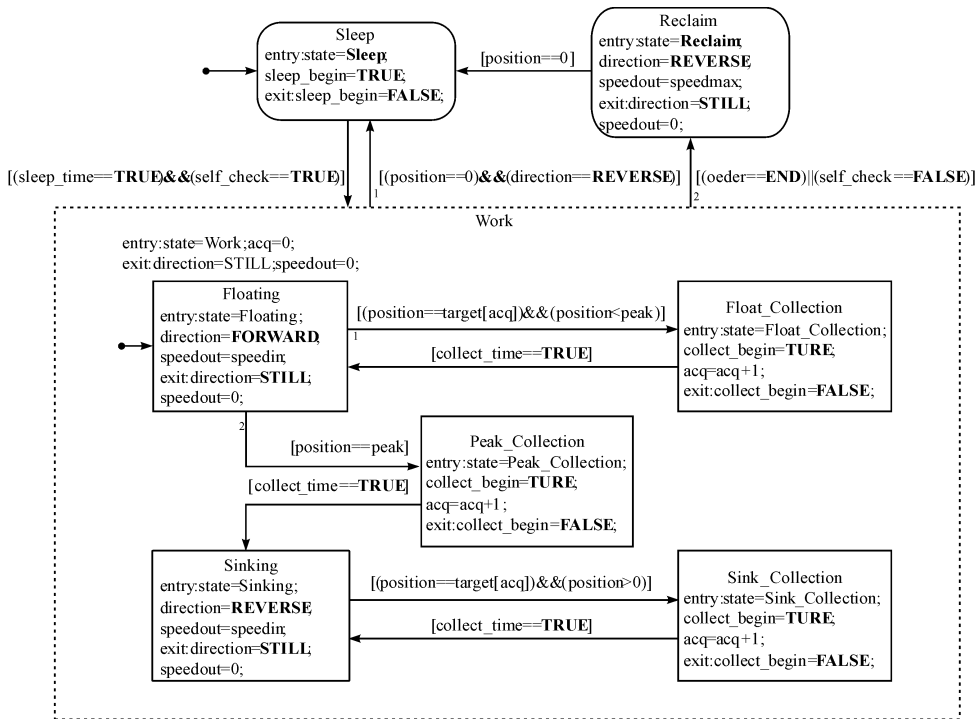 Sleep
entry:state=Sleep;
sleep_begin=TRUE;
exit:sleep_begin=FALSE;
Reclaim
entry:state=Reclaim;
direction=REVERSE;
speedout=speedmax;
exit:direction=STILL;
speedout=0;
[position==0]
[(sleep_time==TRUE)&&(self_check==TRUE)]
1
[(position==0)&&(direction==REVERSE)]
2
[(oeder==END)||(self_check==FALSE)]
Work
entry:state=Work;acq=0;
exit:direction=STILL;speedout=0;
Floating
entry:state=Floating;
direction=FORWARD;
speedout=speedin;
exit:direction=STILL;
speedout=0;
[(position==target[acq])&&(position<peak)]
1
[collect_time==TRUE]
Float_Collection
entry:state=Float_Collection;
collect_begin=TURE;
acq=acq+1;
exit:collect_begin=FALSE;
2
[position==peak]
[collect_time==TRUE]
Peak_Collection
entry:state=Peak_Collection;
collect_begin=TURE;
acq=acq+1;
exit:collect_begin=FALSE;
Sinking
entry:state=Sinking;
direction=REVERSE;
speedout=speedin;
exit:direction=STILL;
speedout=0;
[(position==target[acq])&&(position>0)]
[collect_time==TRUE]
Sink_Collection
entry:state=Sink_Collection;
collect_begin=TURE;
acq=acq+1;
exit:collect_begin=FALSE;